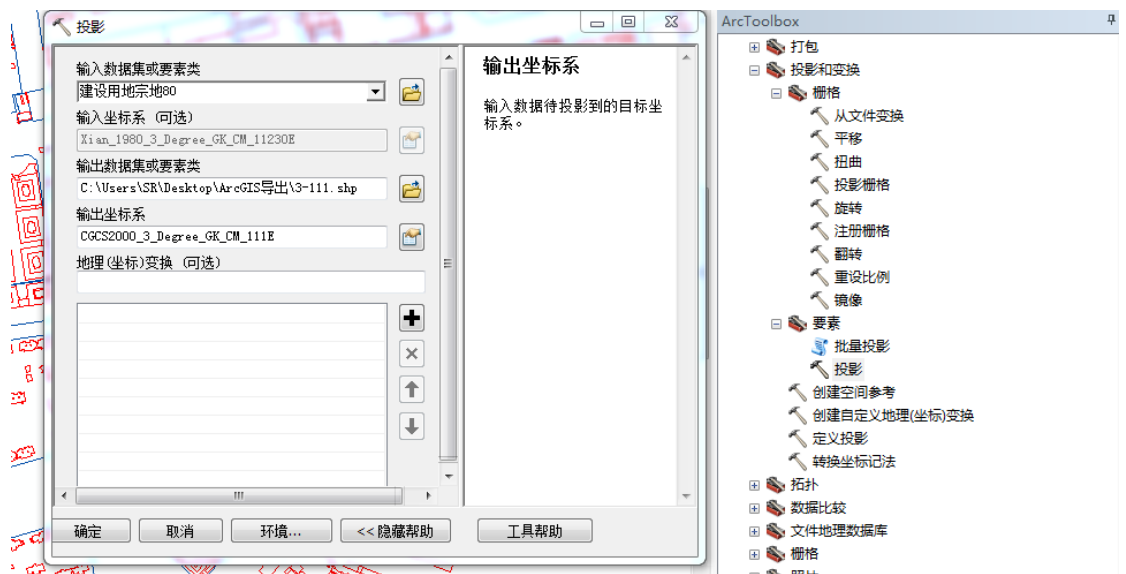 投影
输入数据集或要素类
建设用地宗地80
输入坐标系 (可选)
Xian_1980_3_Degree_GK_CM_11230E
输出数据集或要素类
C:\Users\SR\Desktop\ArcGIS导出\3-111.shp
输出坐标系
CGCS2000_3_Degree_GK_CM_111E
地理(坐标)变换 (可选)
确定
取消
环境...
<<隐藏帮助
输出坐标系
输入数据待投影到的目标坐
标系。
工具帮助
ArcToolbox
打包
投影和变换
栅格
从文件变换
平移
扭曲
投影栅格
旋转
注册栅格
翻转
重设比例
镜像
要素
批量投影
投影
创建空间参考
创建自定义地理(坐标)变换
定义投影
转换坐标记法
拓扑
数据比较
文件地理数据库
栅格